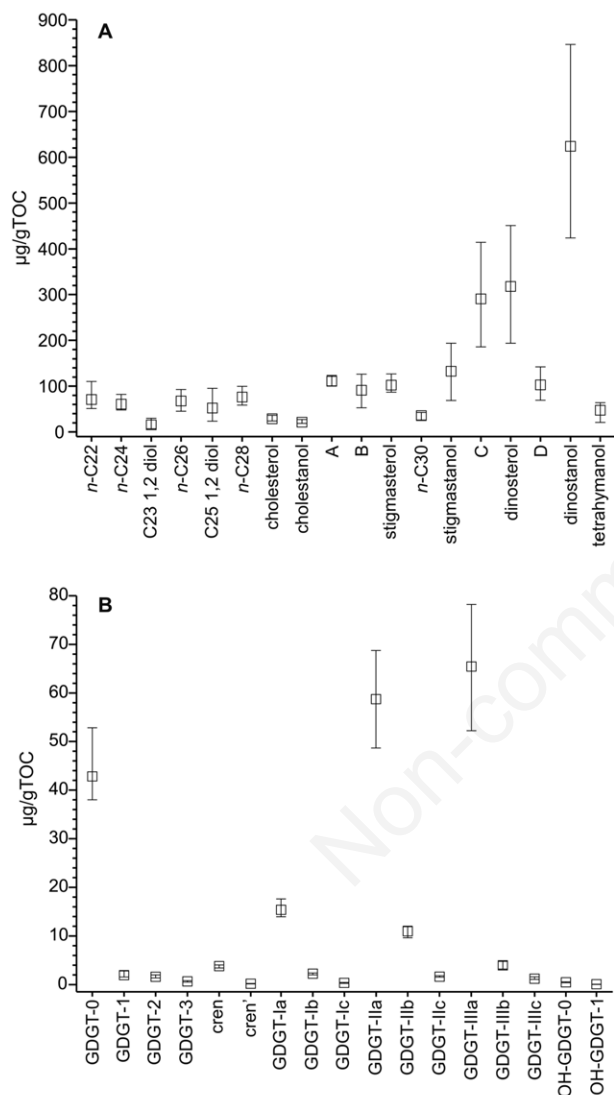 A
900
800
700
600
500
400
300
200
100
0
µg/gTOC
n-C22
n-C24
C23 1,2 diol
n-C26
C25 1,2 diol
n-C28
cholesterol
cholestanol
A
B
stigmasterol
n-C30
stigmastanol
C
dinosterol
D
dinostanol
tetrahymanol
B
80
70
60
50
40
30
20
10
0
µg/gTOC
GDGT-0
GDGT-1
GDGT-2
GDGT-3
cren
cren'
GDGT-Ia
GDGT-Ib
GDGT-Ic
GDGT-IIa
GDGT-IIb
GDGT-IIc
GDGT-IIIa
GDGT-IIIb
GDGT-IIIc
OH-GDGT-0
OH-GDGT-1
Non-comm